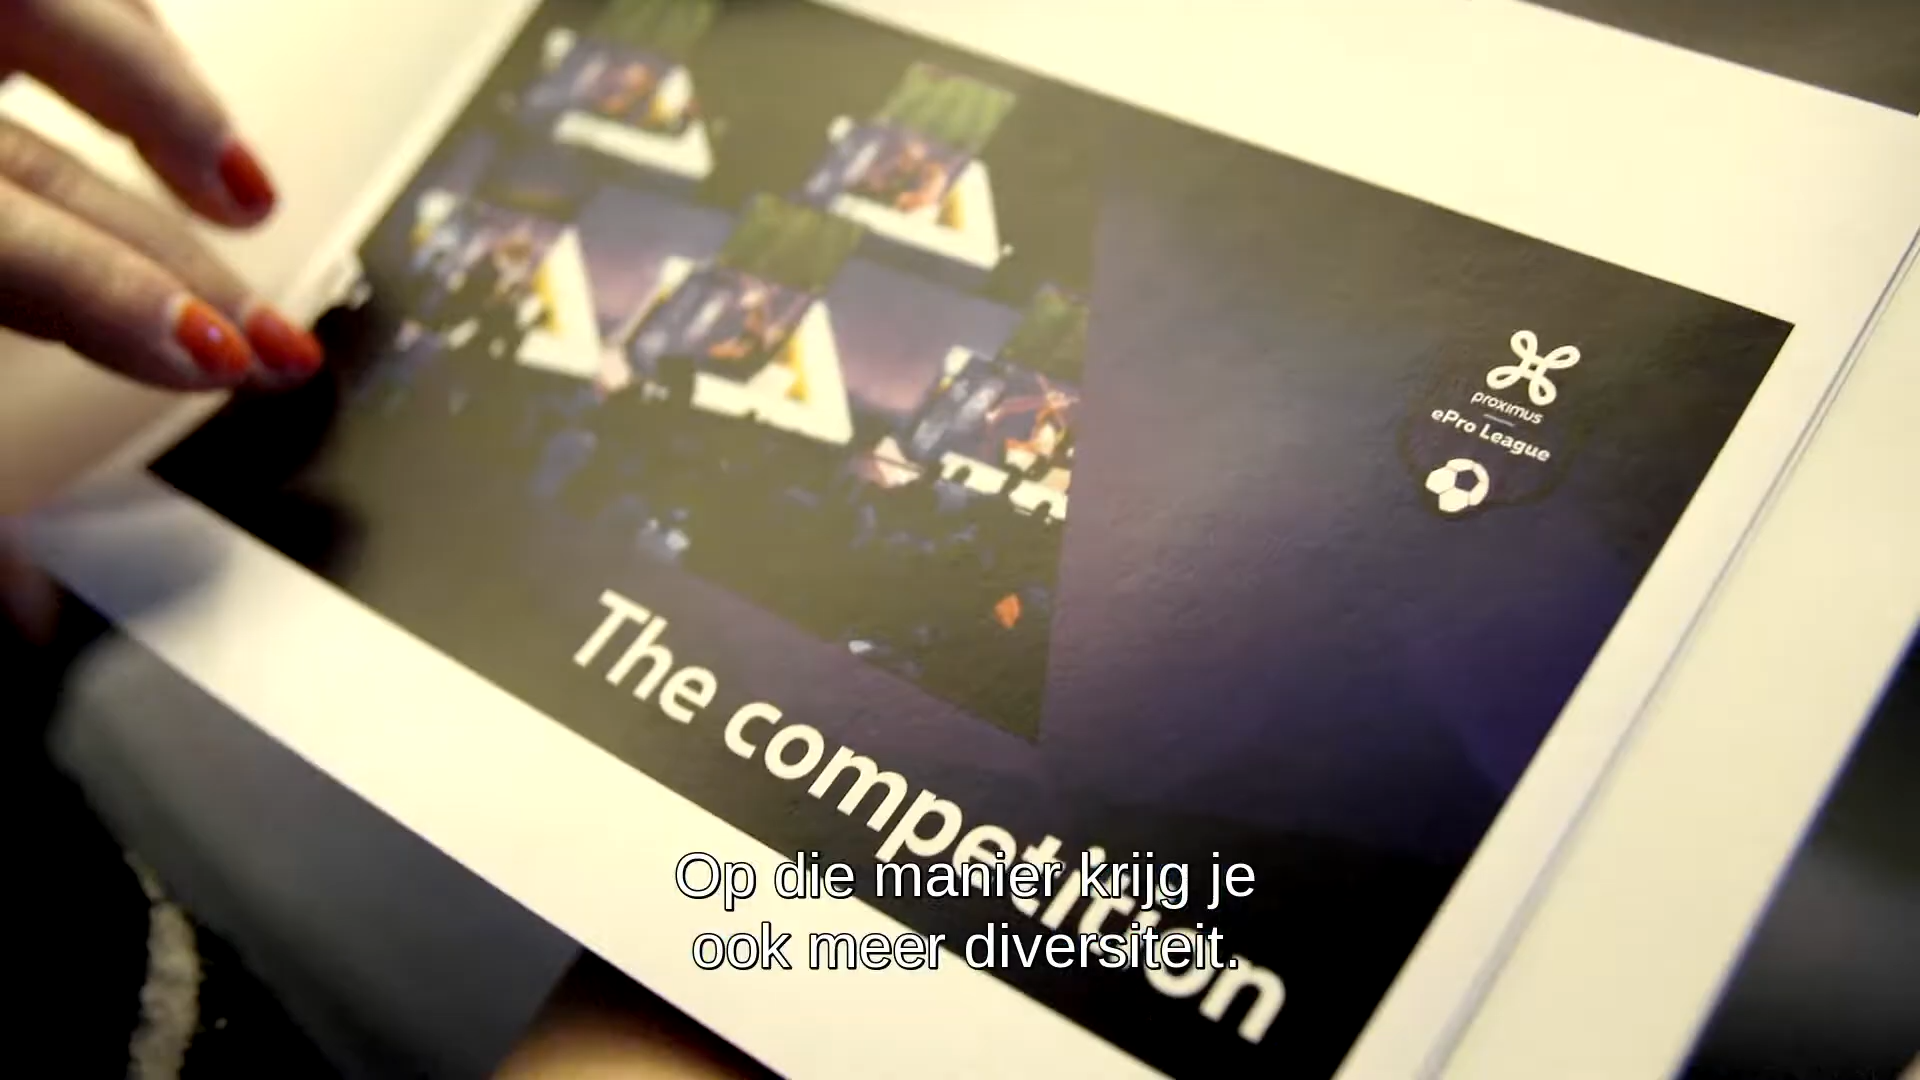 proximus
ePro League
The competition
Op die manier krijg je
ook meer diversiteit.